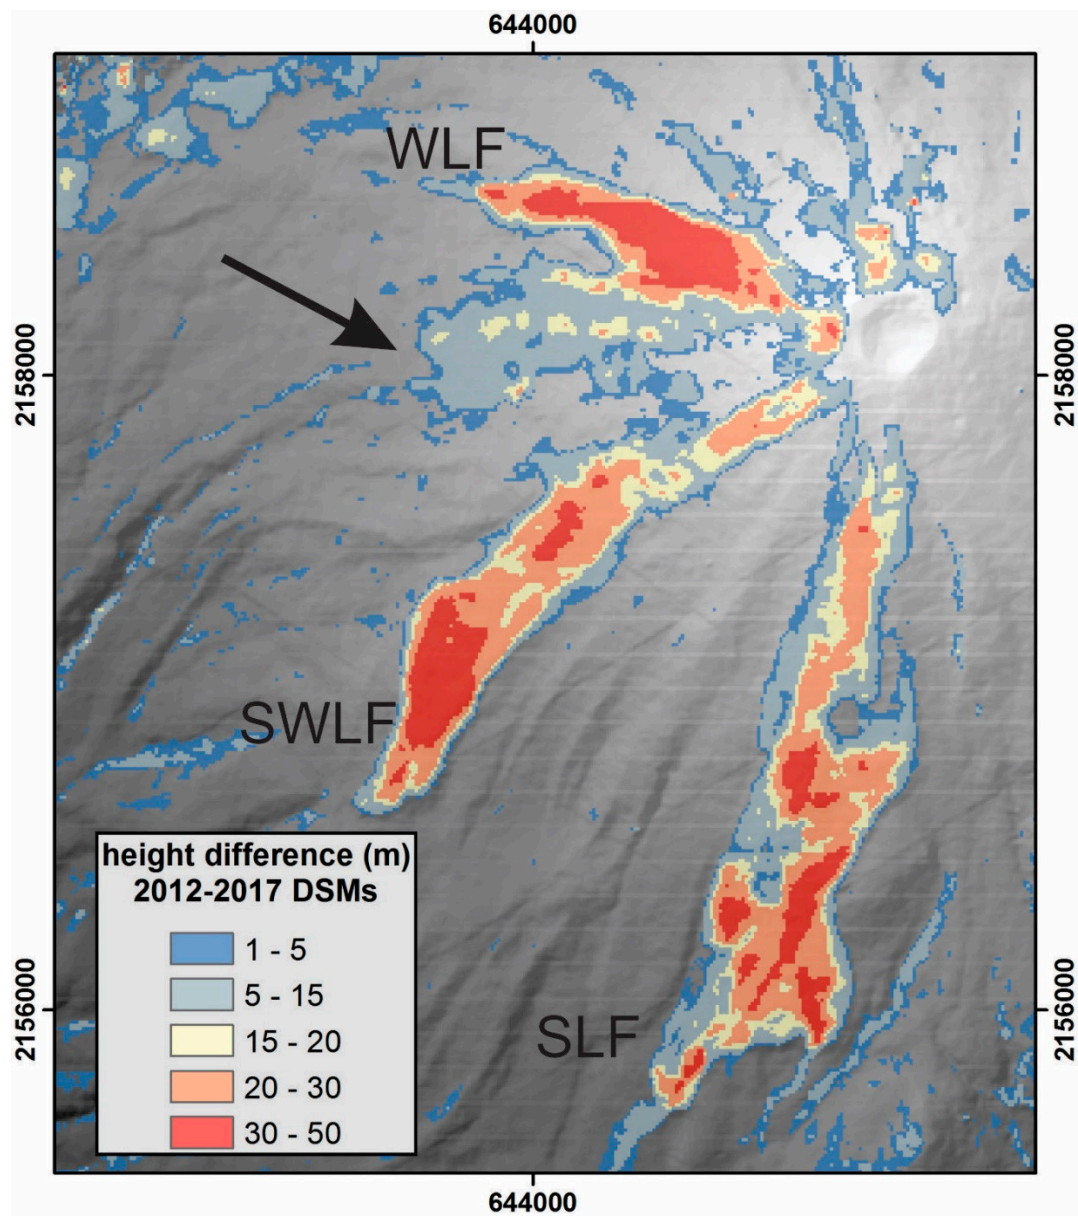 644000
WLF
2158000
2158000
SWLF
height difference (m)
2012-2017 DSMs
1 - 5
5 - 15
15 - 20
20 - 30
30 - 50
2156000
2156000
SLF
644000